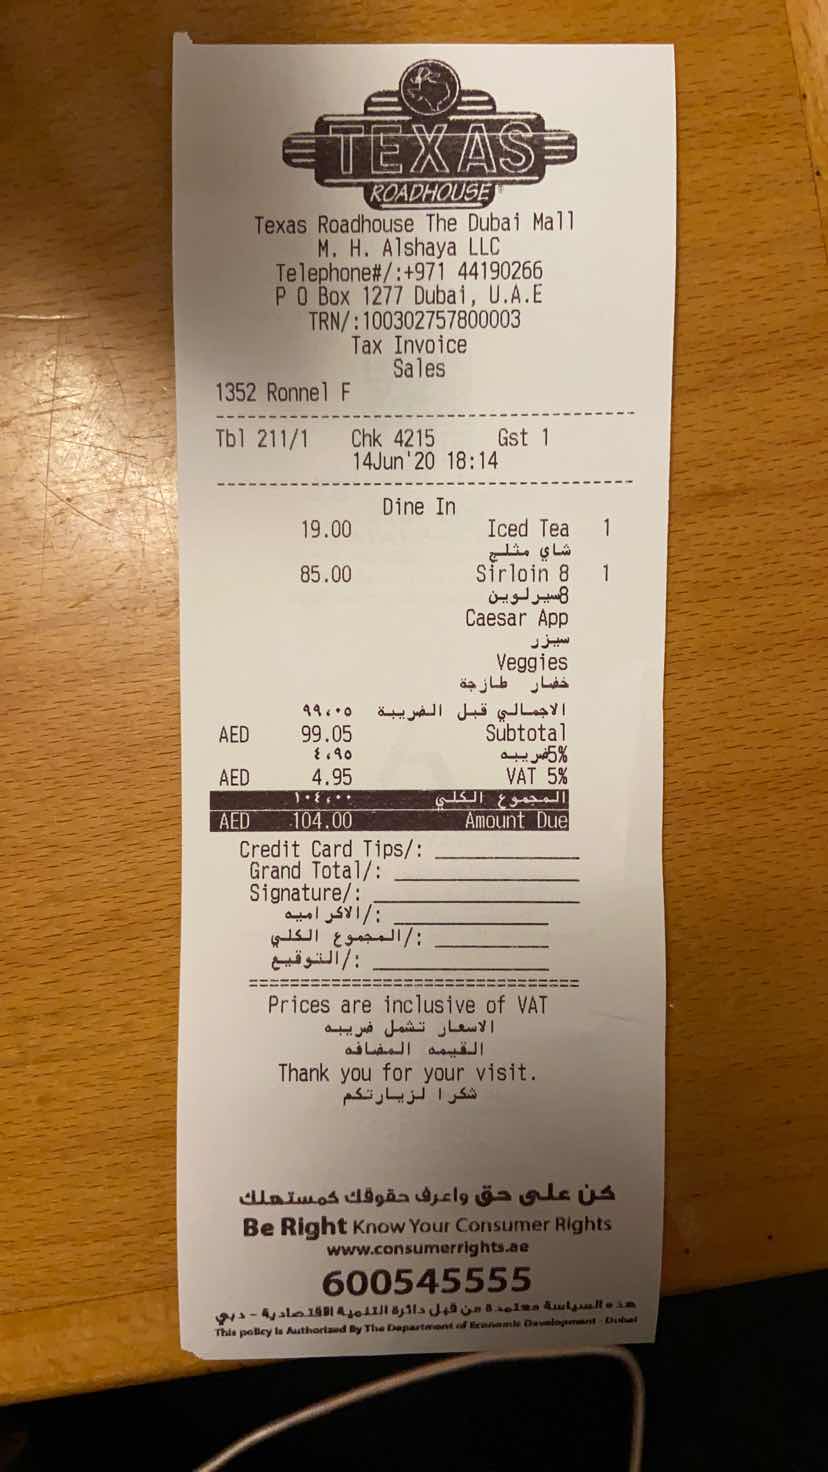 TEXAS
ROADHOUSE
Texas Roadhouse The Dubai Mall
M. H. Alshaya LLC
Telephone#/:+971 44190266
P O Box 1277 Dubai, U.A.E
TRN/:100302757800003
Tax Invoice
Sales
1352 Ronnel F
Tbl 211/1 Chk 4215 Gst 1
14Jun'20 18:14
Dine In
19.00 Iced Tea 1
شاي مثلج
85.00 Sirloin 8 1
8سيرلوين
Caesar App
سيزر
Veggies
خضار طازجة
الاجمالي قبل الضريبة ٩٩،٠٥
AED 99.05 Subtotal
5%ضريبه ٤،٩٥
AED 4.95 VAT 5%
المجموع الكلي ١٠٤،٠٠
AED 104.00 Amount Due
Credit Card Tips/: ____________
Grand Total/: ____________
Signature/: ____________
الاكراميه/: ____________
المجموع الكلي/: ____________
التوقيع/: ____________
Prices are inclusive of VAT
الاسعار تشمل ضريبه
القيمه المضافه
Thank you for your visit.
شكرا لزيارتكم
كن على حق واعرف حقوقك كمستهلك
Be Right Know Your Consumer Rights
www.consumerrights.ae
600545555
هذه السياسة معتمدة من قبل دائرة التنمية الاقتصادية - دبي
This policy Is Authorized By The Department of Economic Development - Dubai